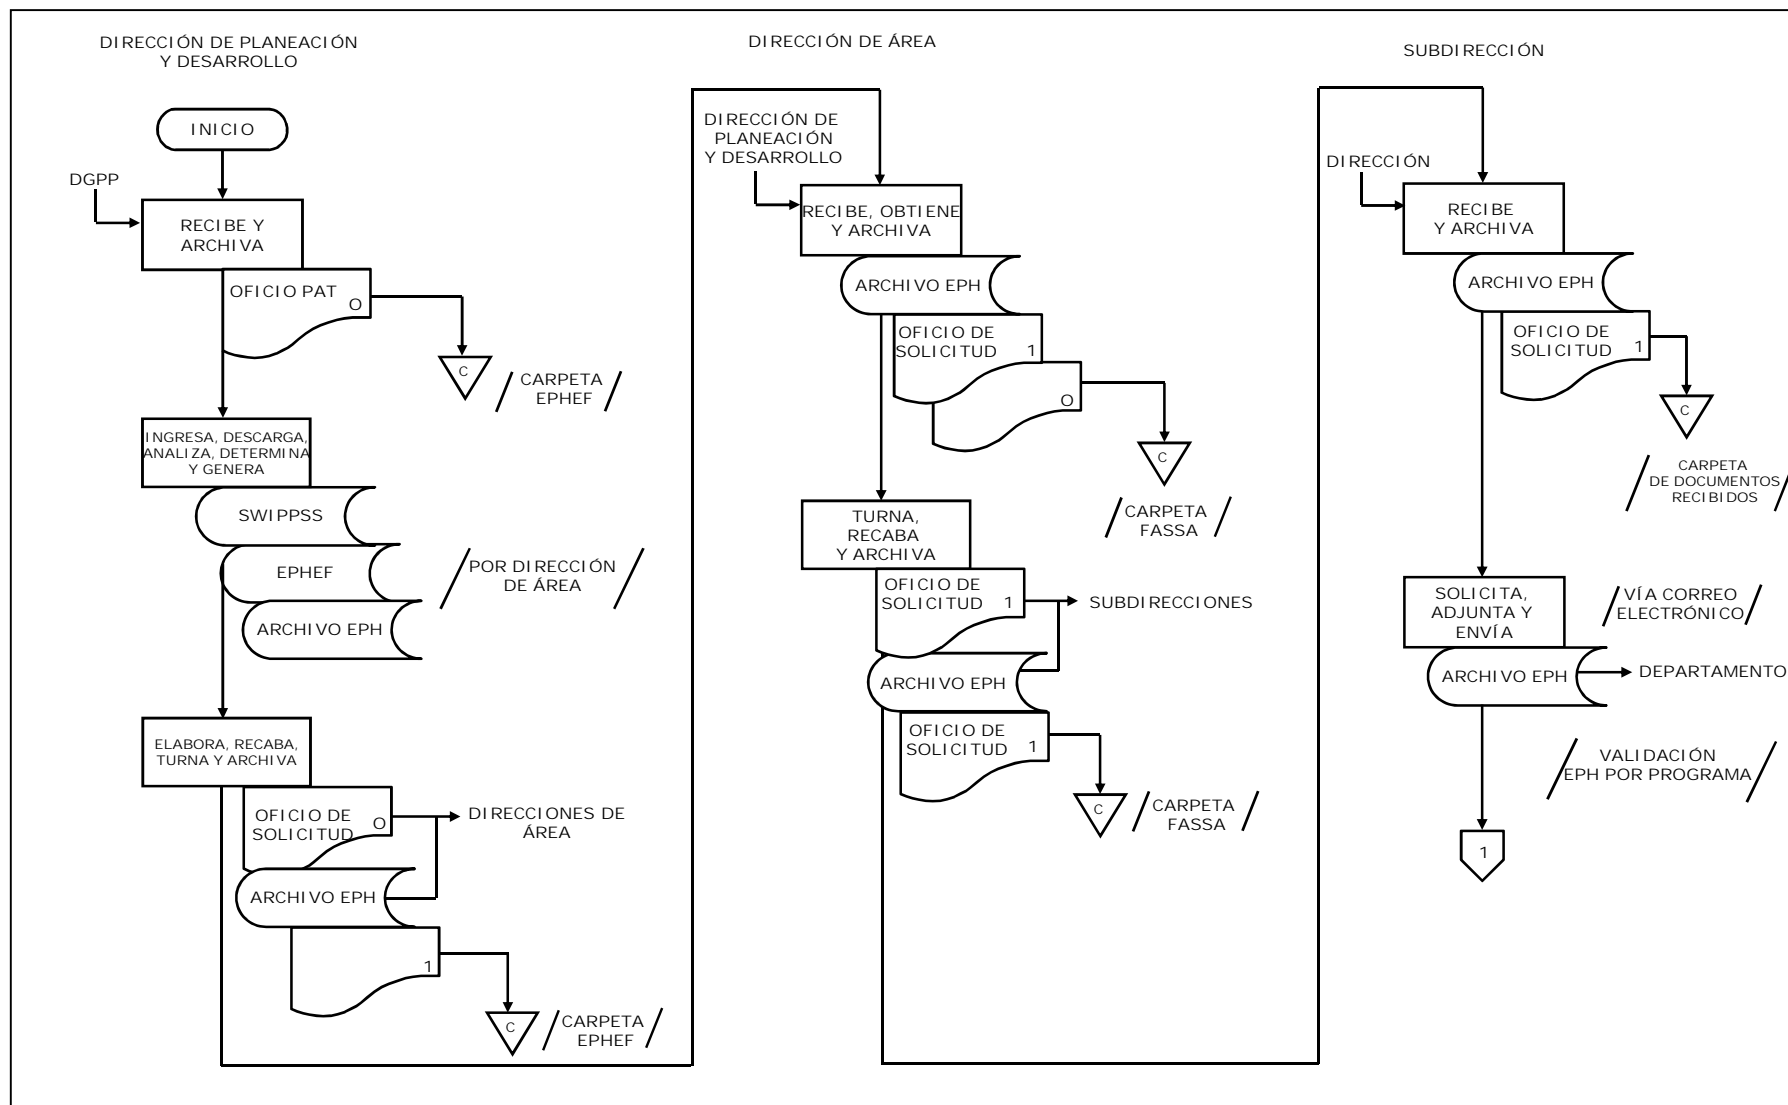 DIRECCIÓN DE PLANEACIÓN
Y DESARROLLO
INICIO
DGPP
RECIBE Y
ARCHIVA
OFICIO PAT
O
C
CARPETA
EPHEF
INGRESA, DESCARGA,
ANALIZA, DETERMINA
Y GENERA
SWIPPSS
EPHEF
ARCHIVO EPH
POR DIRECCIÓN
DE ÁREA
ELABORA, RECABA,
TURNA Y ARCHIVA
OFICIO DE
SOLICITUD
O
DIRECCIONES DE
ÁREA
ARCHIVO EPH
1
C
CARPETA
EPHEF
DIRECCIÓN DE ÁREA
DIRECCIÓN DE
PLANEACIÓN
Y DESARROLLO
RECIBE, OBTIENE
Y ARCHIVA
ARCHIVO EPH
OFICIO DE
SOLICITUD
1
O
C
CARPETA
FASSA
TURNA,
RECABA
Y ARCHIVA
OFICIO DE
SOLICITUD
1
SUBDIRECCIONES
ARCHIVO EPH
OFICIO DE
SOLICITUD
1
C
CARPETA
FASSA
SUBDIRECCIÓN
DIRECCIÓN
RECIBE
Y ARCHIVA
ARCHIVO EPH
OFICIO DE
SOLICITUD
1
C
CARPETA
DE DOCUMENTOS
RECIBIDOS
SOLICITA,
ADJUNTA Y
ENVÍA
VÍA CORREO
ELECTRÓNICO
ARCHIVO EPH
DEPARTAMENTO
VALIDACIÓN
EPH POR PROGRAMA
1